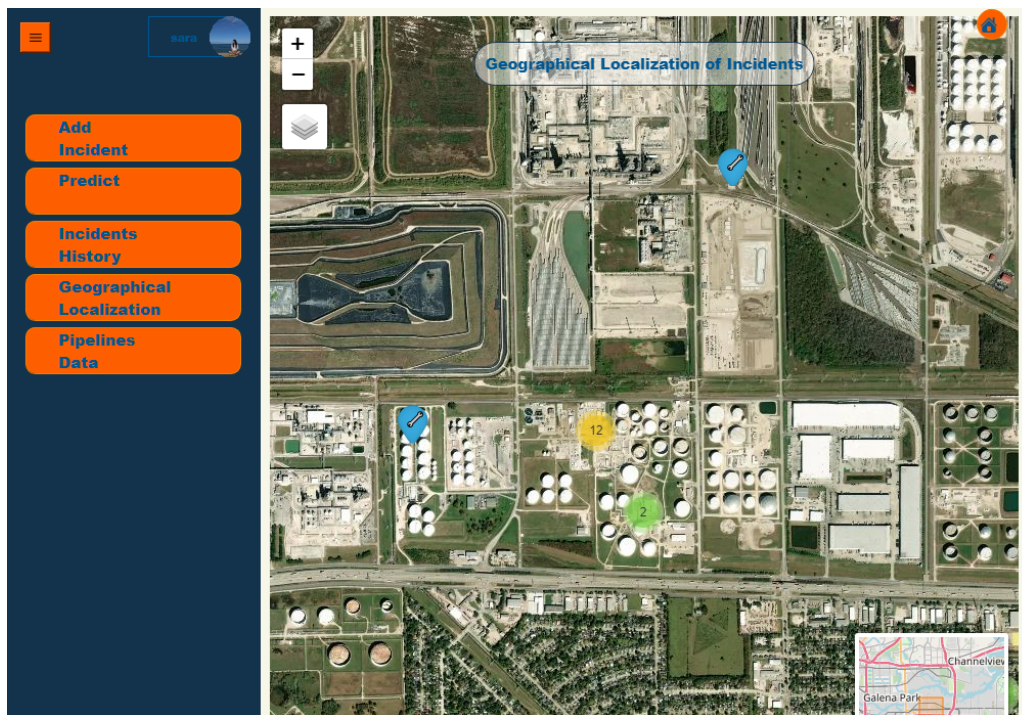 sara
Add
Incident
Predict
Incidents
History
Geographical
Localization
Pipelines
Data
+
−
Geographical Localization of Incidents
12
2
Channelview
Galena Park